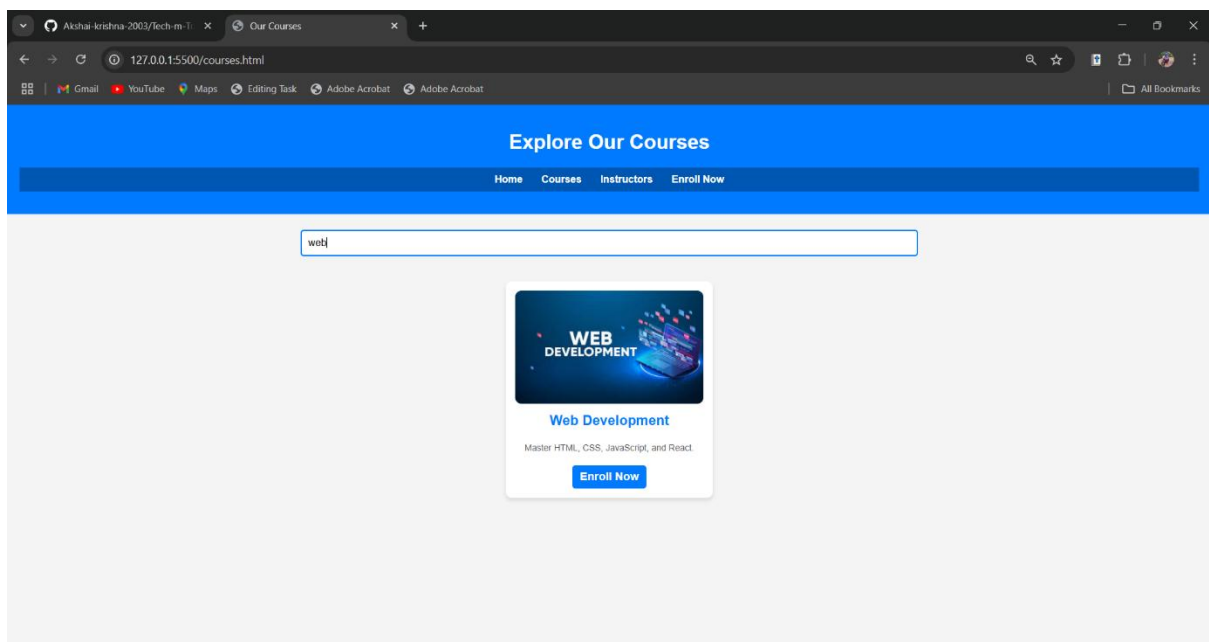 Akshai-krishna-2003/Tech-m-Ti
Our Courses
127.0.0.1:5500/courses.html
Gmail YouTube Maps Editing Task Adobe Acrobat Adobe Acrobat All Bookmarks
Explore Our Courses
Home Courses Instructors Enroll Now
web
WEB
DEVELOPMENT
Web Development
Master HTML, CSS, JavaScript, and React.
Enroll Now